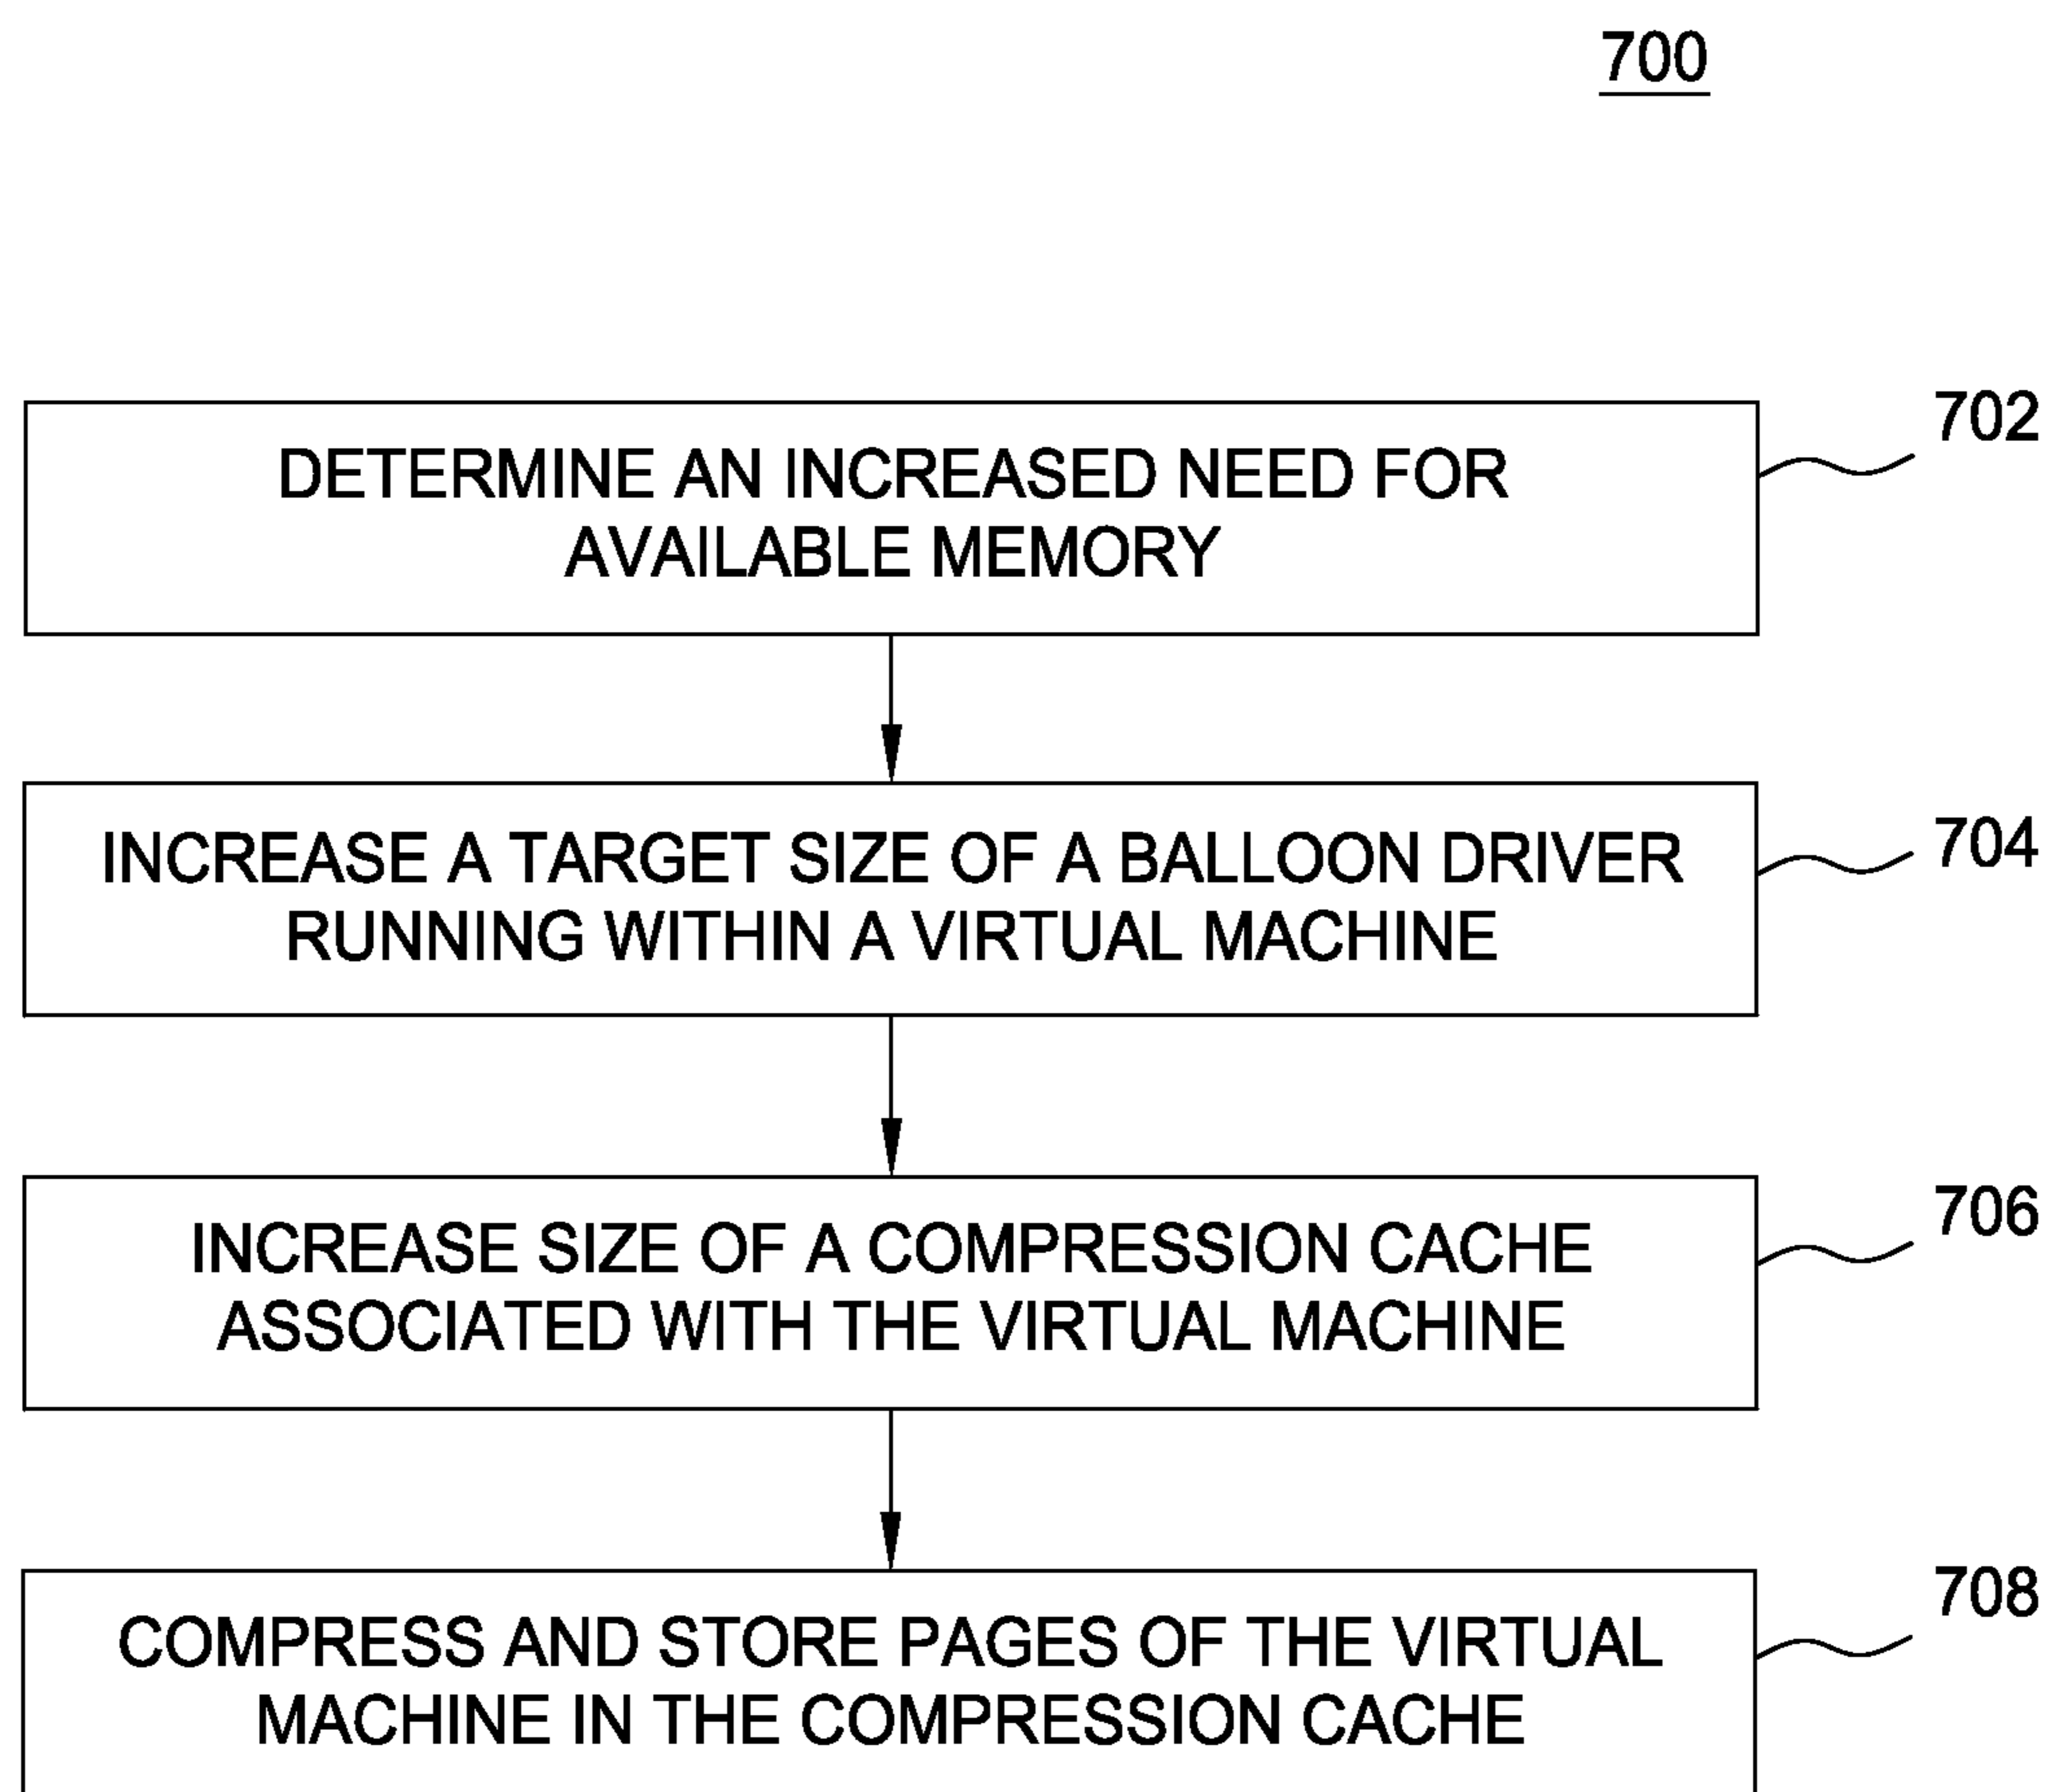 700
702
DETERMINE AN INCREASED NEED FOR
AVAILABLE MEMORY
704
INCREASE A TARGET SIZE OF A BALLOON DRIVER
RUNNING WITHIN A VIRTUAL MACHINE
706
INCREASE SIZE OF A COMPRESSION CACHE
ASSOCIATED WITH THE VIRTUAL MACHINE
708
COMPRESS AND STORE PAGES OF THE VIRTUAL
MACHINE IN THE COMPRESSION CACHE